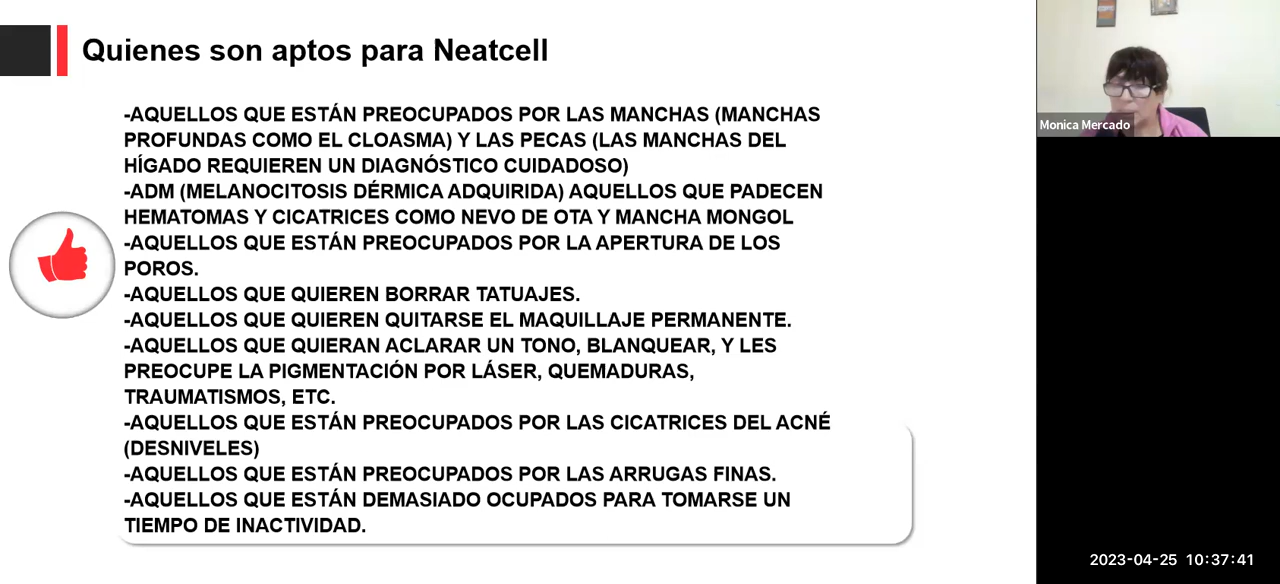 Quienes son aptos para Neatcell
-AQUELLOS QUE ESTÁN PREOCUPADOS POR LAS MANCHAS (MANCHAS
PROFUNDAS COMO EL CLOASMA) Y LAS PECAS (LAS MANCHAS DEL
HÍGADO REQUIEREN UN DIAGNÓSTICO CUIDADOSO)
-ADM (MELANOCITOSIS DÉRMICA ADQUIRIDA) AQUELLOS QUE PADECEN
HEMATOMAS Y CICATRICES COMO NEVO DE OTA Y MANCHA MONGOL
-AQUELLOS QUE ESTÁN PREOCUPADOS POR LA APERTURA DE LOS
POROS.
-AQUELLOS QUE QUIEREN BORRAR TATUAJES.
-AQUELLOS QUE QUIEREN QUITARSE EL MAQUILLAJE PERMANENTE.
-AQUELLOS QUE QUIERAN ACLARAR UN TONO, BLANQUEAR, Y LES
PREOCUPE LA PIGMENTACIÓN POR LÁSER, QUEMADURAS,
TRAUMATISMOS, ETC.
-AQUELLOS QUE ESTÁN PREOCUPADOS POR LAS CICATRICES DEL ACNÉ
(DESNIVELES)
-AQUELLOS QUE ESTÁN PREOCUPADOS POR LAS ARRUGAS FINAS.
-AQUELLOS QUE ESTÁN DEMASIADO OCUPADOS PARA TOMARSE UN
TIEMPO DE INACTIVIDAD.
Monica Mercado
2023-04-25 10:37:41